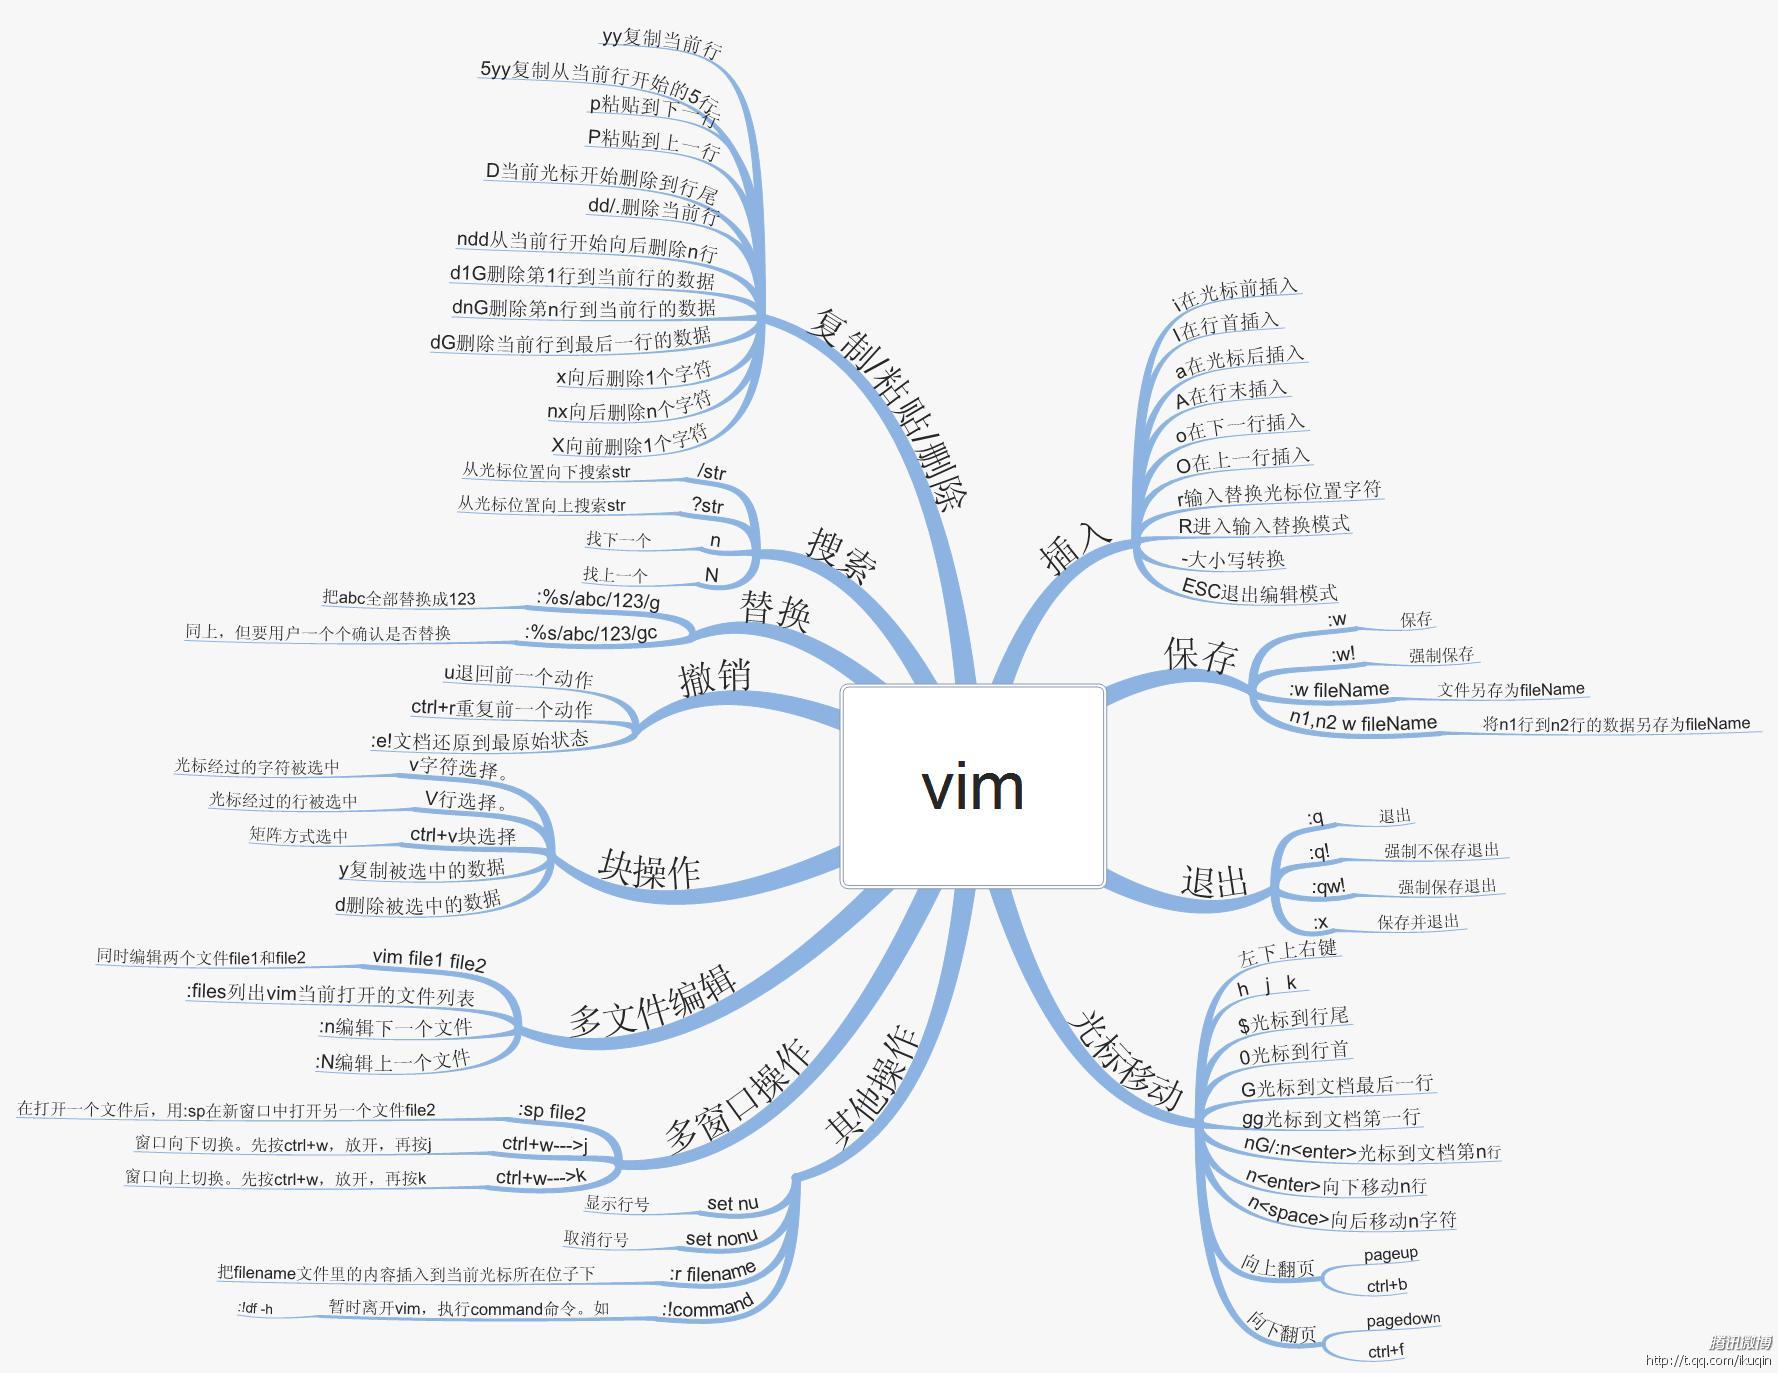 vim
复制/粘贴/删除
yy复制当前行
5yy复制从当前行开始的5行
p粘贴到下一行
P粘贴到上一行
D当前光标开始删除到行尾
dd/.删除当前行
ndd从当前行开始向后删除n行
d1G删除第1行到当前行的数据
dnG删除第n行到当前行的数据
dG删除当前行到最后一行的数据
x向后删除1个字符
nx向后删除n个字符
X向前删除1个字符
搜索
/str 从光标位置向下搜索str
?str 从光标位置向上搜索str
n 找下一个
N 找上一个
替换
:%s/abc/123/g 把abc全部替换成123
:%s/abc/123/gc 同上，但要用户一个个确认是否替换
撤销
u退回前一个动作
ctrl+r重复前一个动作
:e!文档还原到最原始状态
块操作
v字符选择。 光标经过的字符被选中
V行选择。 光标经过的行被选中
ctrl+v块选择 矩阵方式选中
y复制被选中的数据
d删除被选中的数据
多文件编辑
vim file1 file2 同时编辑两个文件file1和file2
:files列出vim当前打开的文件列表
:n编辑下一个文件
:N编辑上一个文件
多窗口操作
:sp file2 在打开一个文件后，用:sp在新窗口中打开另一个文件file2
ctrl+w--->j 窗口向下切换。先按ctrl+w，放开，再按j
ctrl+w--->k 窗口向上切换。先按ctrl+w，放开，再按k
其他操作
set nu 显示行号
set nonu 取消行号
:r filename 把filename文件里的内容插入到当前光标所在位子下
:!command 暂时离开vim，执行command命令。如 :!df -h
插入
i在光标前插入
I在行首插入
a在光标后插入
A在行末插入
o在下一行插入
O在上一行插入
r输入替换光标位置字符
R进入输入替换模式
-大小写转换
ESC退出编辑模式
保存
:w 保存
:w! 强制保存
:w fileName 文件另存为fileName
n1,n2 w fileName 将n1行到n2行的数据另存为fileName
退出
:q 退出
:q! 强制不保存退出
:qw! 强制保存退出
:x 保存并退出
光标移动
左下上右键
h j k
$光标到行尾
0光标到行首
G光标到文档最后一行
gg光标到文档第一行
nG/:n<enter>光标到文档第n行
n<enter>向下移动n行
n<space>向后移动n字符
向上翻页
pageup
ctrl+b
向下翻页
pagedown
ctrl+f
腾讯微博
http://t.qq.com/ikuqin